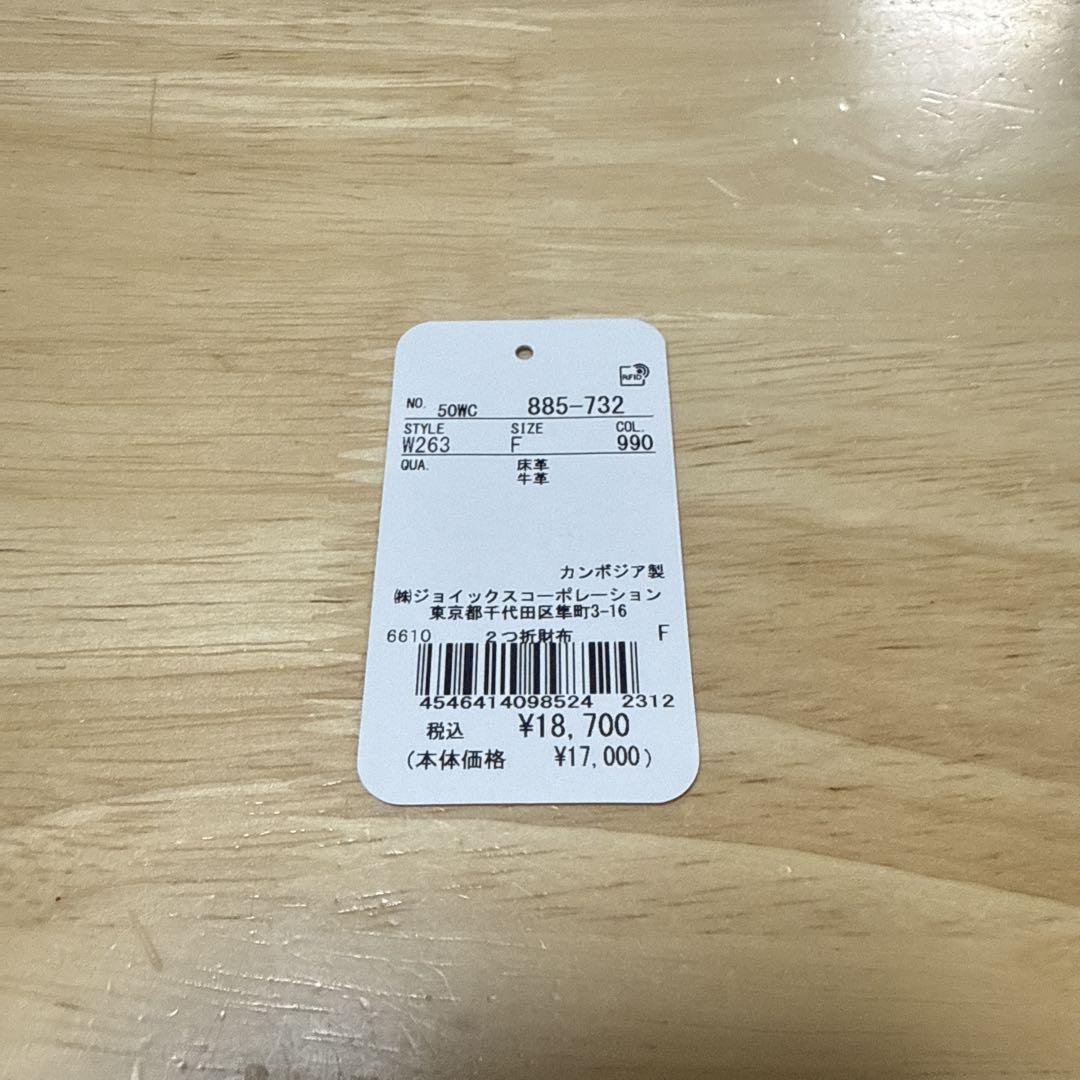 RFID
NO. 50WC 885-732
STYLE SIZE COL.
W263 F 990
QUA. 床革
牛革
カンボジア製
㈱ジョイックスコーポレーション
東京都千代田区隼町3-16
6610 2つ折財布 F
4546414098524 2312
税込 ¥18,700
(本体価格 ¥17,000)